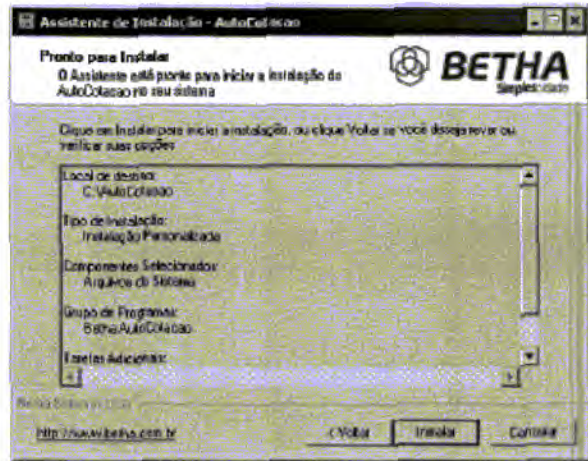 Assistente de Instalação - AutoCotacao
Pronto para Instalar
O Assistente está pronto para iniciar a instalação do
AutoCotacao no seu sistema
BETHA
Simplicidade
Clique em Instalar para iniciar a instalação, ou clique Voltar se você deseja rever ou
verificar suas opções
Local de destino:
C:\AutoCotacao
Tipo de Instalação:
Instalação Personalizada
Componentes Selecionados:
Arquivos do Sistema
Grupo de Programas:
Betha AutoCotacao
Tarefas Adicionais:
http://www.betha.com.br
< Voltar
Instalar
Cancelar